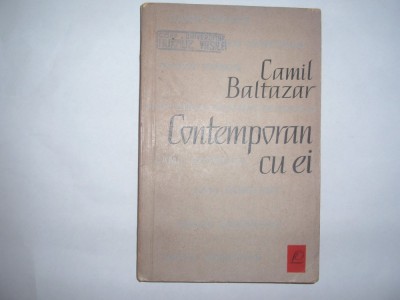 Camil
Baltazar
Contemporan
cu ei